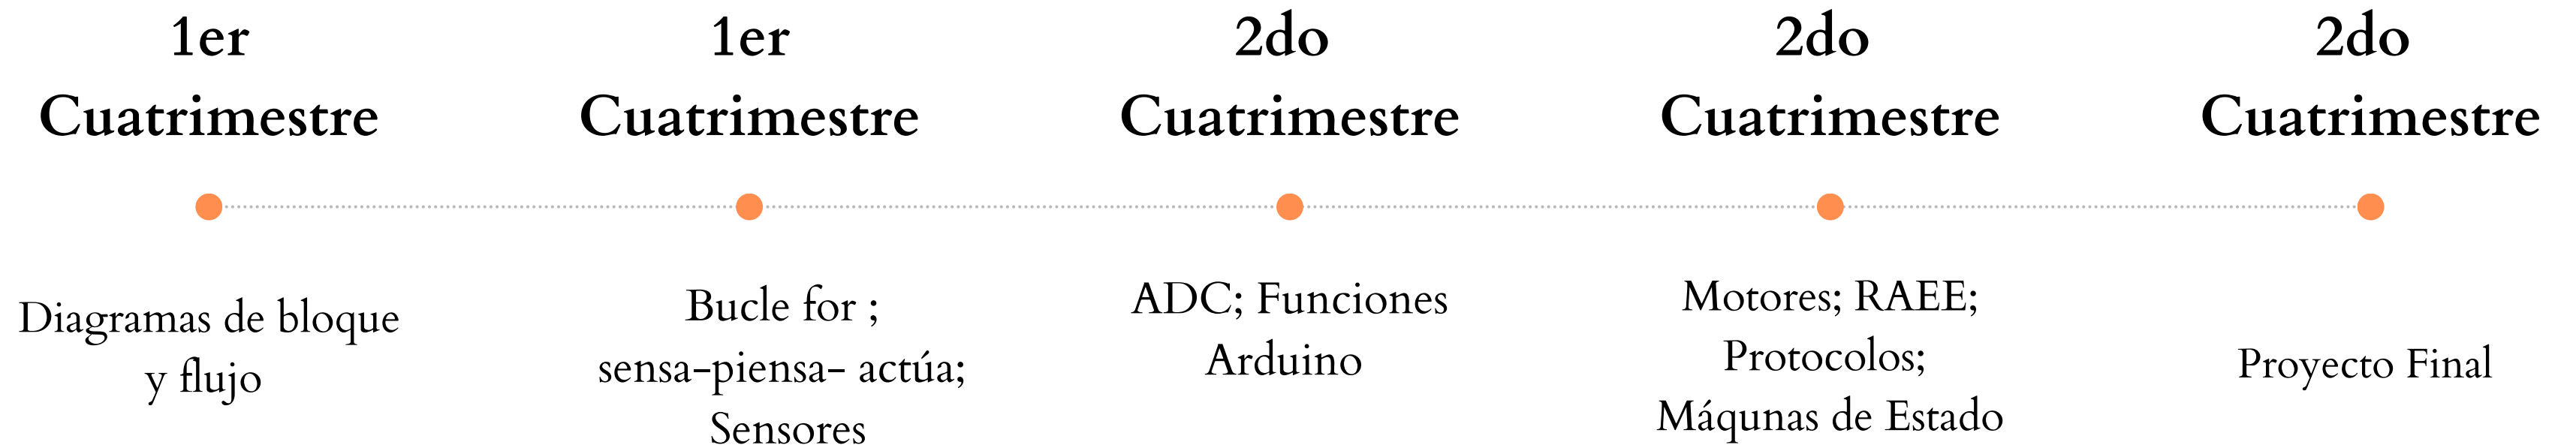 1er
Cuatrimestre
1er
Cuatrimestre
2do
Cuatrimestre
2do
Cuatrimestre
2do
Cuatrimestre
Diagramas de bloque
y flujo
Bucle for ;
sensa-piensa- actúa;
Sensores
ADC; Funciones
Arduino
Motores; RAEE;
Protocolos;
Máqunas de Estado
Proyecto Final